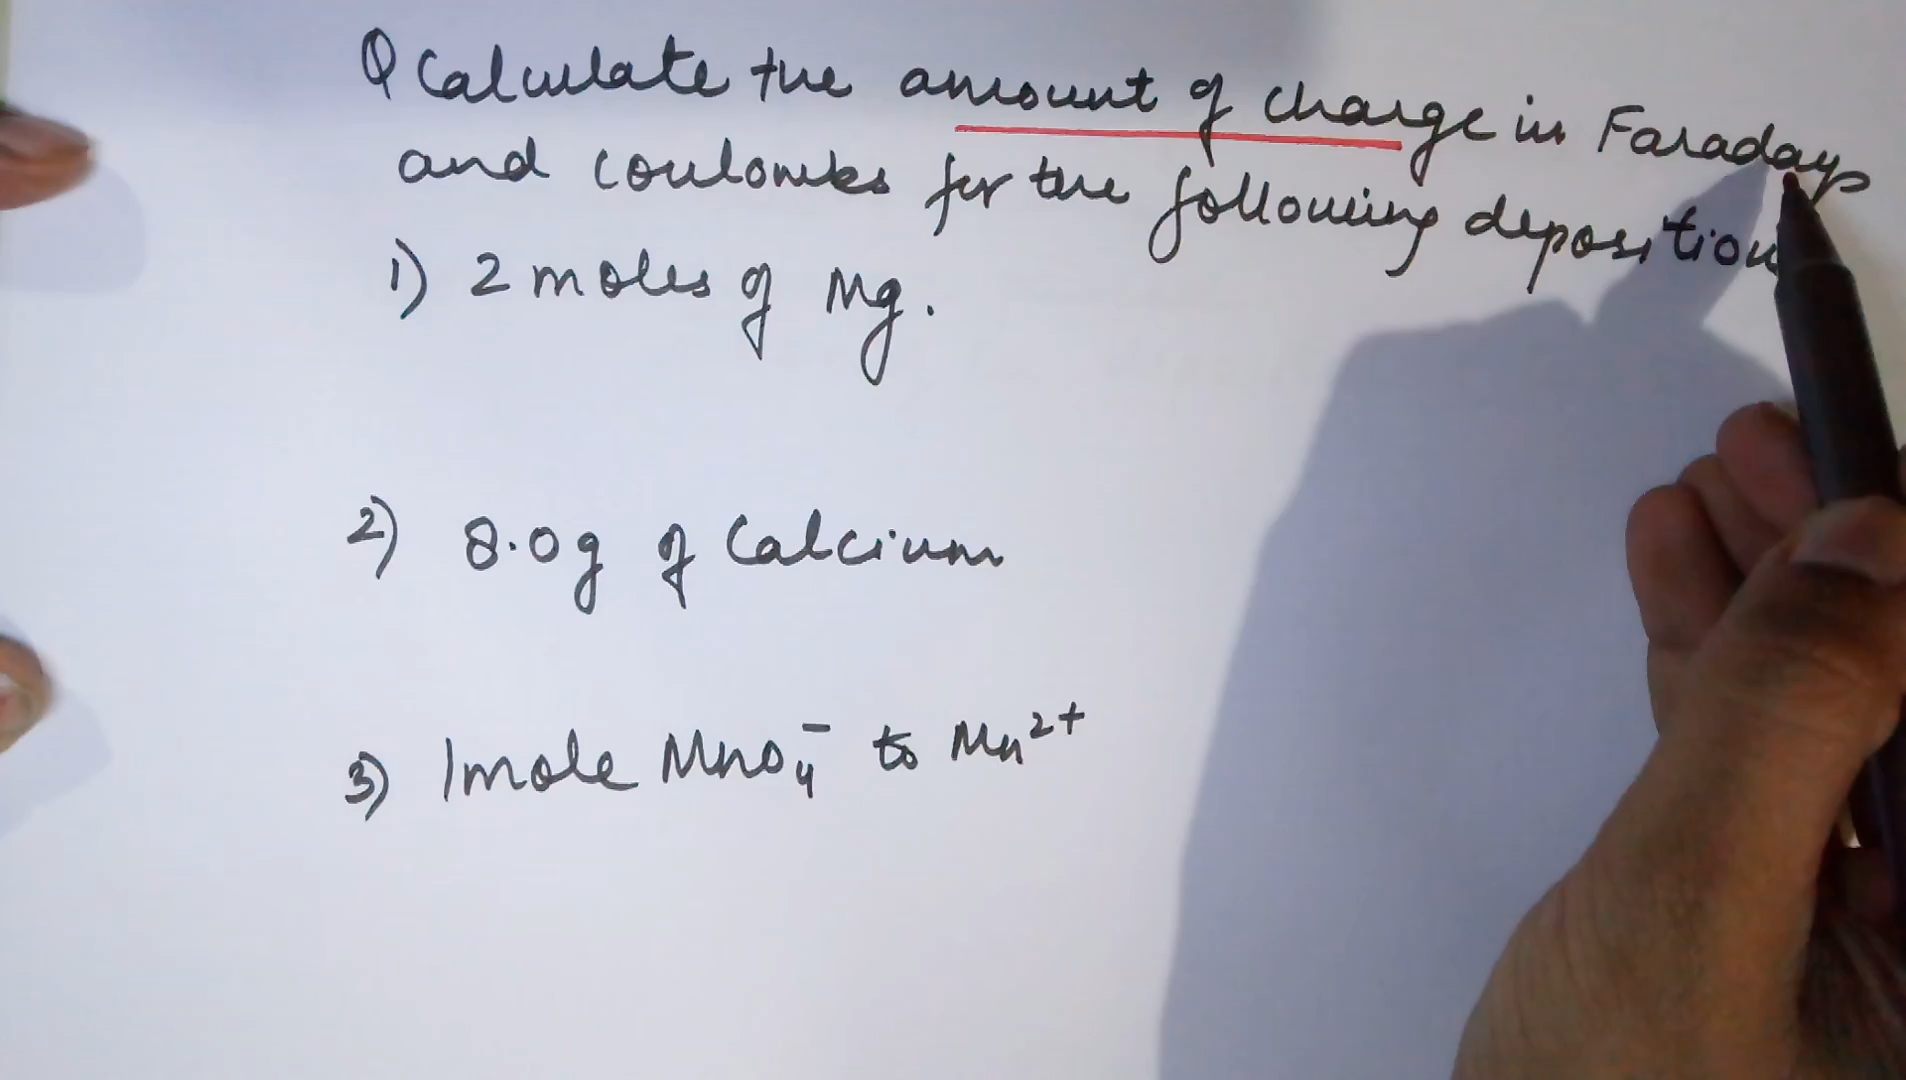 Q Calculate the amount of charge in Faradays
and coulombs for the following deposition
1) 2 moles of Mg.
2) 8.0g of Calcium
3) 1mole MnO₄⁻ to Mn²⁺